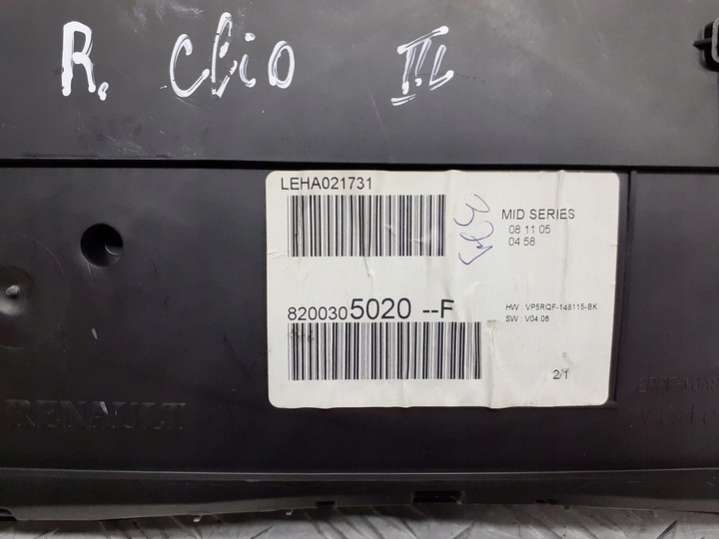 R. Clio III
LEHA021731
MID SERIES
08 11 05
04 58
8200305020 --F
HW : VP5RQF-148115-BK
SW : V04.06
2/1
RENAULT